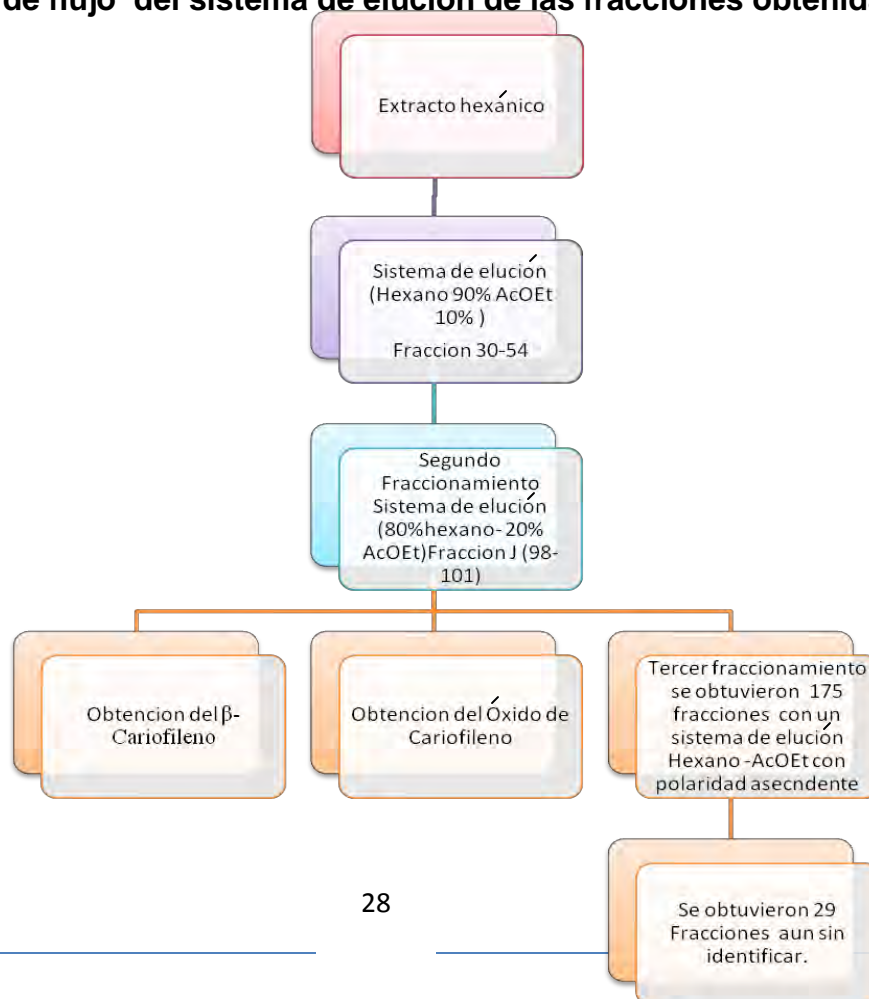 de flujo del sistema de elución de las fracciones obtenida
Extracto hexánico
Sistema de elución
(Hexano 90% AcOEt
10% )
Fraccion 30-54
Segundo
Fraccionamiento
Sistema de elución
(80%hexano- 20%
AcOEt)Fraccion J (98-
101)
Obtencion del β-
Cariofileno
Obtencion del Óxido de
Cariofileno
Tercer fraccionamiento
se obtuvieron 175
fracciones con un
sistema de elución
Hexano -AcOEt con
polaridad asecndente
Se obtuvieron 29
Fracciones aun sin
identificar.
28